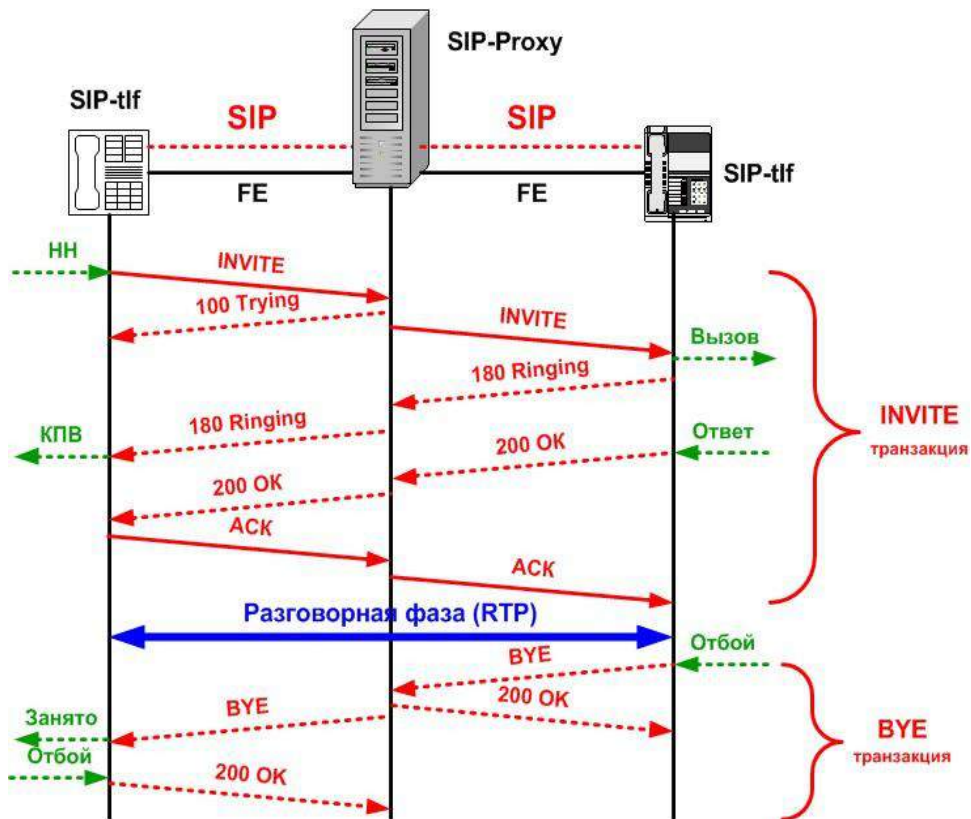 SIP-Proxy
SIP-tlf
SIP
SIP
SIP-tlf
FE
FE
НН
INVITE
100 Trying
INVITE
Вызов
180 Ringing
180 Ringing
КПВ
Ответ
200 OK
200 OK
INVITE
транзакция
ACK
ACK
Разговорная фаза (RTP)
Отбой
BYE
200 OK
BYE
Занято
Отбой
200 OK
BYE
транзакция